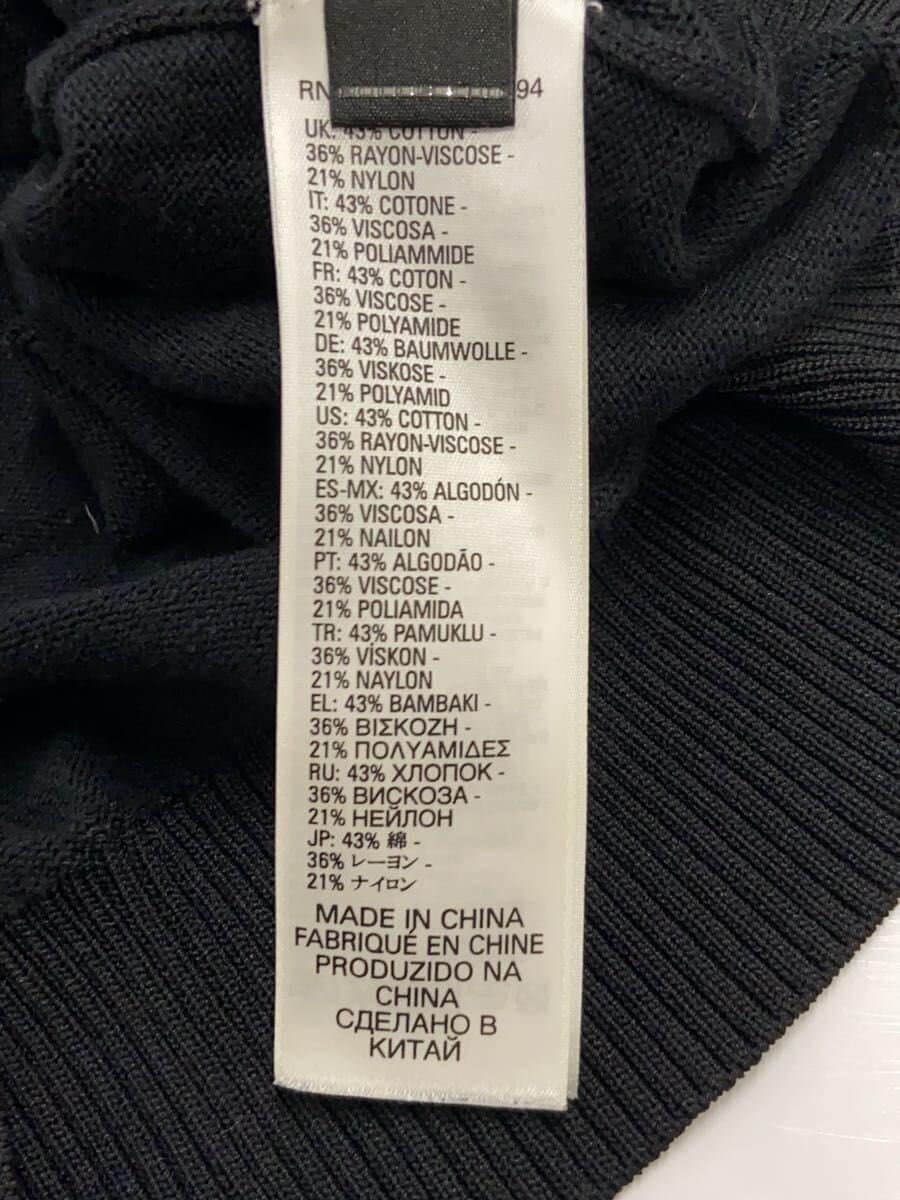 RN 94
UK: 43% COTTON -
36% RAYON-VISCOSE -
21% NYLON
IT: 43% COTONE -
36% VISCOSA -
21% POLIAMMIDE
FR: 43% COTON -
36% VISCOSE -
21% POLYAMIDE
DE: 43% BAUMWOLLE -
36% VISKOSE -
21% POLYAMID
US: 43% COTTON -
36% RAYON-VISCOSE -
21% NYLON
ES-MX: 43% ALGODÓN -
36% VISCOSA -
21% NAILON
PT: 43% ALGODÃO -
36% VISCOSE -
21% POLIAMIDA
TR: 43% PAMUKLU -
36% VİSKON -
21% NAYLON
EL: 43% BAMBAKI -
36% ΒΙΣΚΟΖΗ -
21% ΠΟΛΥΑΜΙΔΕΣ
RU: 43% ХЛОПОК -
36% ВИСКОЗА -
21% НЕЙЛОН
JP: 43% 綿 -
36% レーヨン -
21% ナイロン
MADE IN CHINA
FABRIQUÉ EN CHINE
PRODUZIDO NA
CHINA
СДЕЛАНО В
КИТАЙ